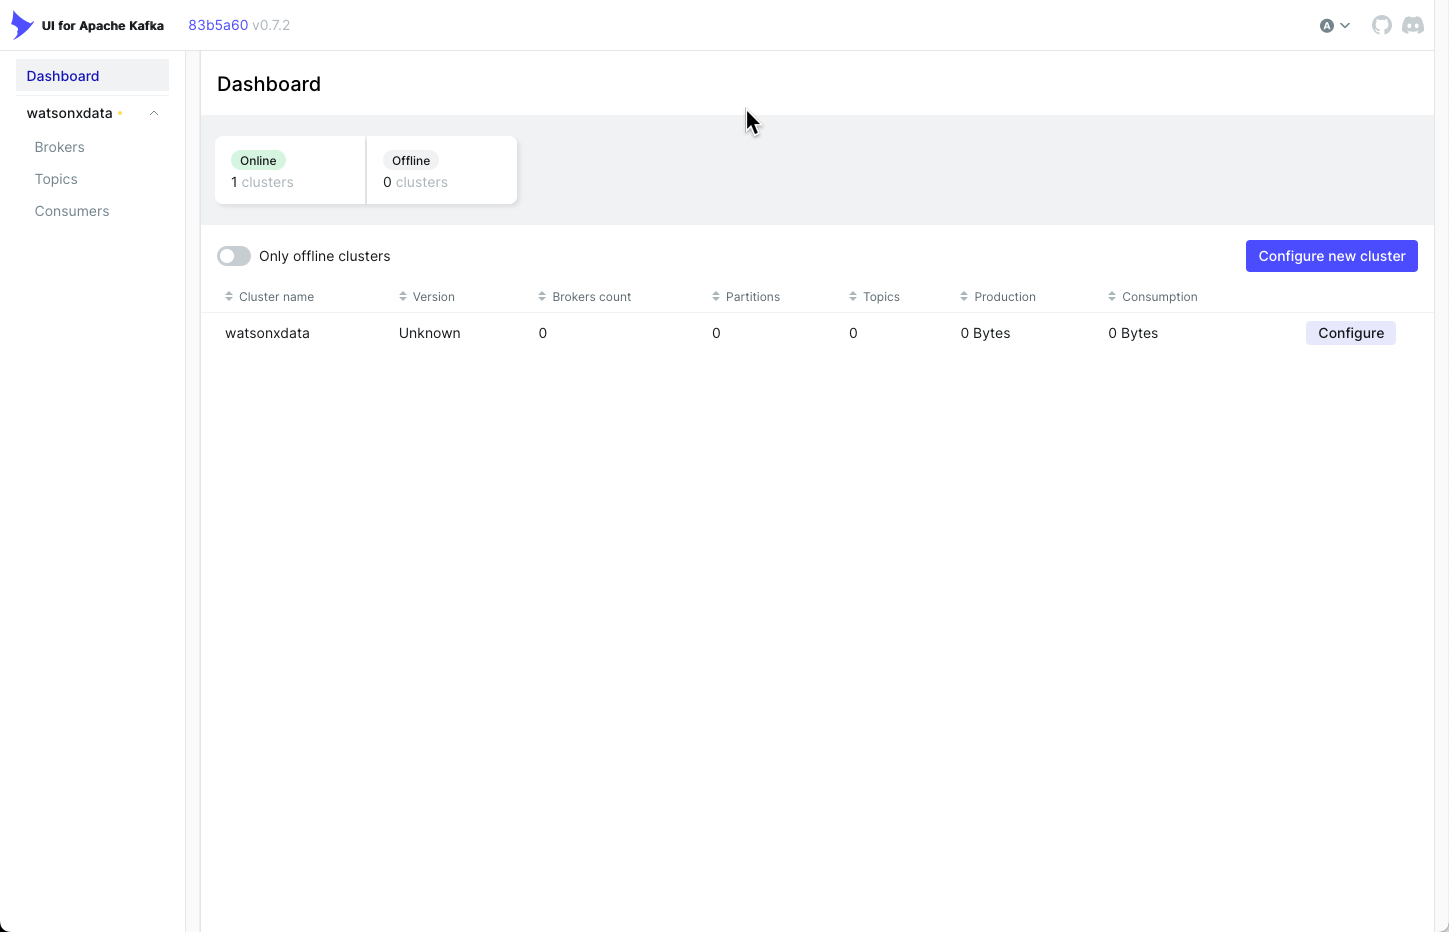 UI for Apache Kafka 83b5a60 v0.7.2 A
Dashboard
watsonxdata
Brokers
Topics
Consumers
Dashboard
Online Offline
1 clusters 0 clusters
Only offline clusters Configure new cluster
Cluster name Version Brokers count Partitions Topics Production Consumption
watsonxdata Unknown 0 0 0 0 Bytes 0 Bytes Configure